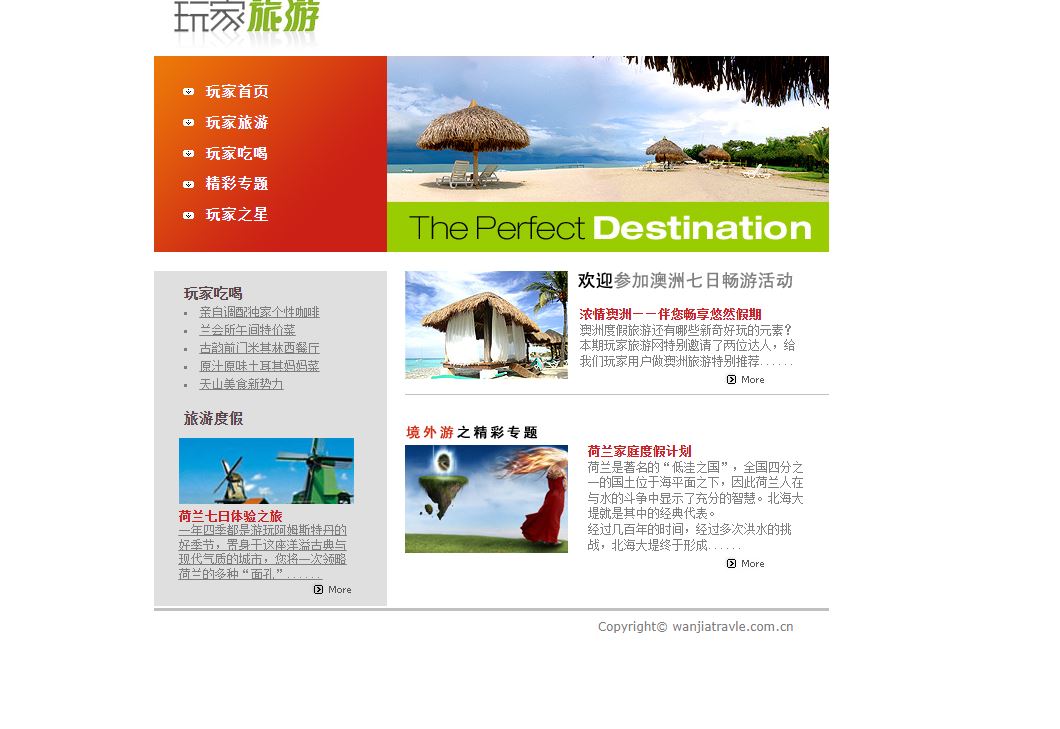 玩家旅游
玩家首页
玩家旅游
玩家吃喝
精彩专题
玩家之星
The Perfect Destination
玩家吃喝
亲自调配独家个性咖啡
兰会所午间特价菜
古韵前门米其林西餐厅
原汁原味土耳其妈妈菜
天山美食新势力
旅游度假
荷兰七日体验之旅
一年四季都是游玩阿姆斯特丹的
好季节，置身于这座洋溢古典与
现代气质的城市，您将一次领略
荷兰的多种“面孔”......
More
欢迎参加澳洲七日畅游活动
浓情澳洲－－伴您畅享悠然假期
澳洲度假旅游还有哪些新奇好玩的元素？
本期玩家旅游网特别邀请了两位达人，给
我们玩家用户做澳洲旅游特别推荐......
More
境外游之精彩专题
荷兰家庭度假计划
荷兰是著名的“低洼之国”，全国四分之
一的国土位于海平面之下，因此荷兰人在
与水的斗争中显示了充分的智慧。北海大
堤就是其中的经典代表。
经过几百年的时间，经过多次洪水的挑
战，北海大堤终于形成......
More
Copyright© wanjiatravle.com.cn